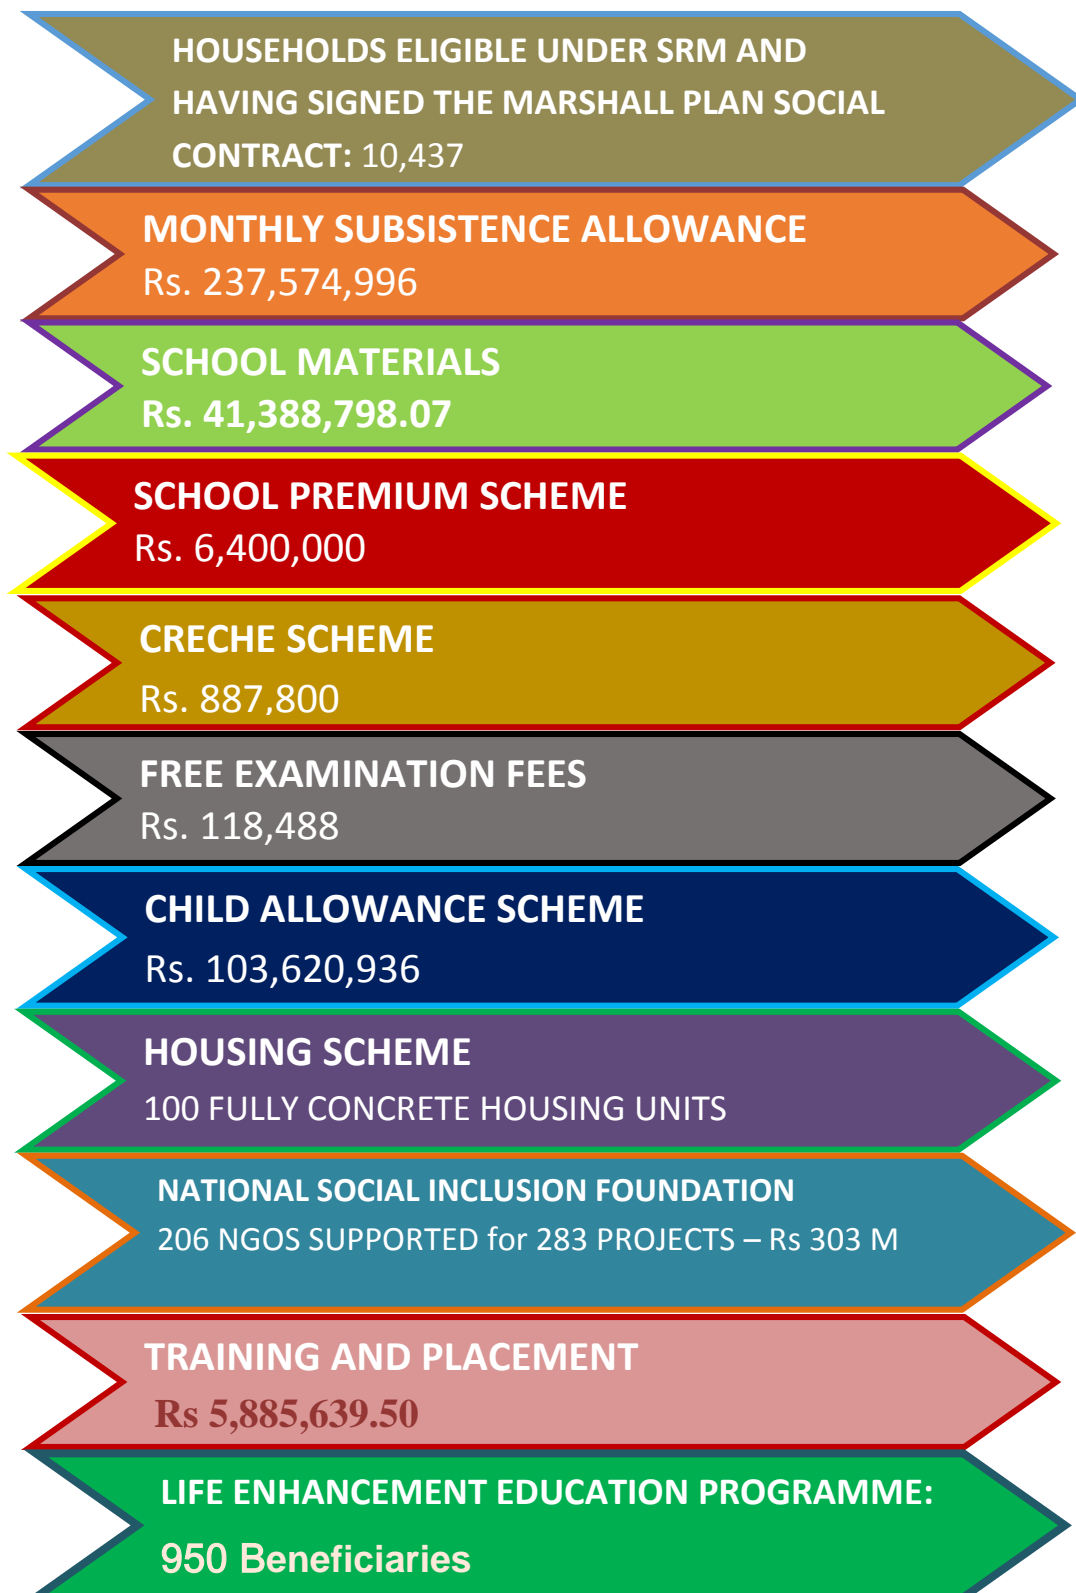 HOUSEHOLDS ELIGIBLE UNDER SRM AND
HAVING SIGNED THE MARSHALL PLAN SOCIAL
CONTRACT: 10,437
MONTHLY SUBSISTENCE ALLOWANCE
Rs. 237,574,996
SCHOOL MATERIALS
Rs. 41,388,798.07
SCHOOL PREMIUM SCHEME
Rs. 6,400,000
CRECHE SCHEME
Rs. 887,800
FREE EXAMINATION FEES
Rs. 118,488
CHILD ALLOWANCE SCHEME
Rs. 103,620,936
HOUSING SCHEME
100 FULLY CONCRETE HOUSING UNITS
NATIONAL SOCIAL INCLUSION FOUNDATION
206 NGOS SUPPORTED for 283 PROJECTS – Rs 303 M
TRAINING AND PLACEMENT
Rs 5,885,639.50
LIFE ENHANCEMENT EDUCATION PROGRAMME:
950 Beneficiaries